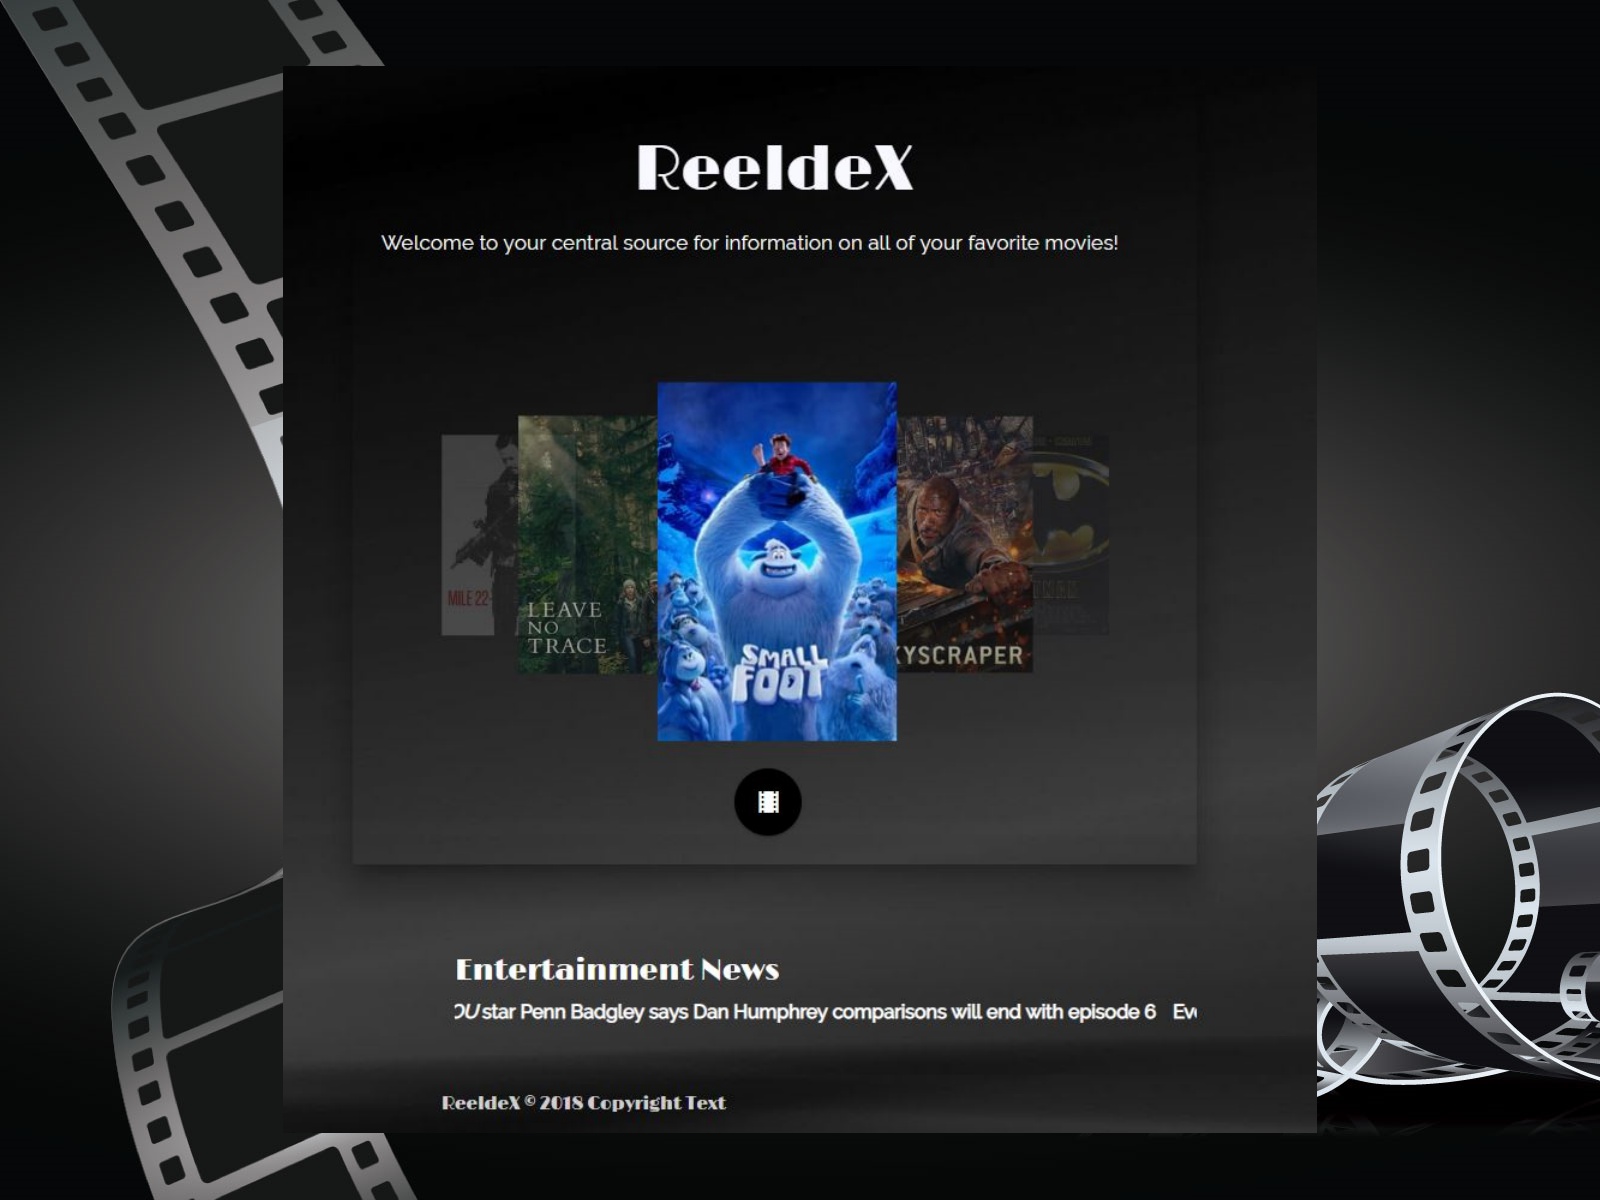 ReeldeX
Welcome to your central source for information on all of your favorite movies!
MILE 22
LEAVE
NO
TRACE
SMALL
FOOT
KYSCRAPER
OU star Penn Badgley says Dan Humphrey comparisons will end with episode 6 Eve
Entertainment News
ReeldeX © 2018 Copyright Text